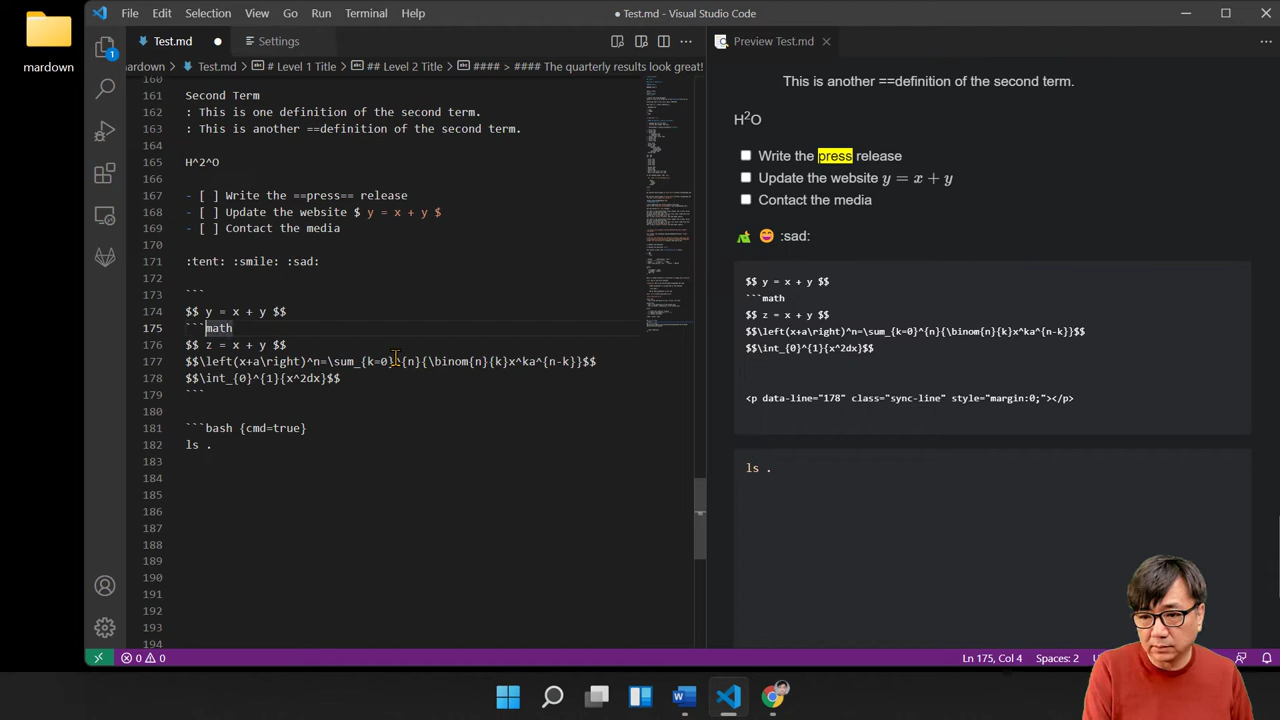 mardown
File Edit Selection View Go Run Terminal Help
● Test.md - Visual Studio Code
Test.md ● Settings
Preview Test.md
1
mardown > Test.md > # Level 1 Title > ## Level 2 Title > #### > #### The quarterly results look great!
160
161 Second Term
162 : This is one definition of the second term.
163 : This is another ==definition of the second term.
164
165 H^2^O
166
167 - [ ] Write the ==press== release
168 - [ ] Update the website $ y = x + y $
169 - [ ] Contact the media
170
171 :tent: :smile: :sad:
172
173 ```
174 $$ y = x + y $$
175 ```math
176 $$ z = x + y $$
177 $$\left(x+a\right)^n=\sum_{k=0}^{n}{\binom{n}{k}x^ka^{n-k}}$$
178 $$\int_{0}^{1}{x^2dx}$$
179 ```
180
181 ```bash {cmd=true}
182 ls .
183
184
185
186
187
188
189
190
191
192
193
194
This is another ==definition of the second term.
H²O
Write the press release
Update the website y = x + y
Contact the media
⛺ 😄 :sad:
$$ y = x + y $$
```math
$$ z = x + y $$
$$\left(x+a\right)^n=\sum_{k=0}^{n}{\binom{n}{k}x^ka^{n-k}}$$
$$\int_{0}^{1}{x^2dx}$$
<p data-line="178" class="sync-line" style="margin:0;"></p>
ls .
0 0 Ln 175, Col 4 Spaces: 2